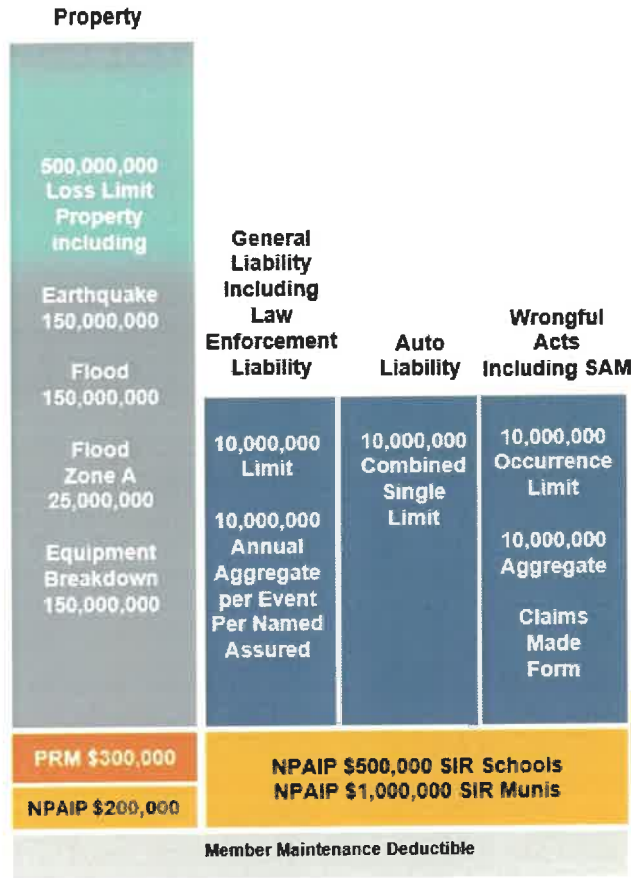 Property
500,000,000
Loss Limit
Property
including
Earthquake
150,000,000
Flood
150,000,000
Flood
Zone A
25,000,000
Equipment
Breakdown
150,000,000
PRM $300,000
NPAIP $200,000
General
Liability
Including
Law
Enforcement
Liability
10,000,000
Limit
10,000,000
Annual
Aggregate
per Event
Per Named
Assured
Auto
Liability
10,000,000
Combined
Single
Limit
Wrongful
Acts
Including SAM
10,000,000
Occurrence
Limit
10,000,000
Aggregate
Claims
Made
Form
NPAIP $500,000 SIR Schools
NPAIP $1,000,000 SIR Munis
Member Maintenance Deductible